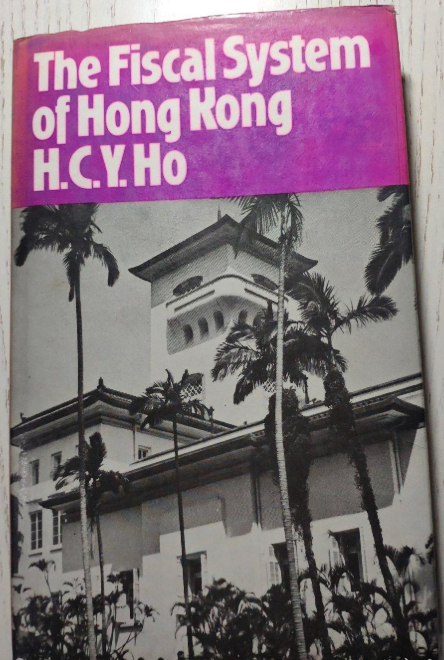 The Fiscal System
of Hong Kong
H.C.Y. Ho